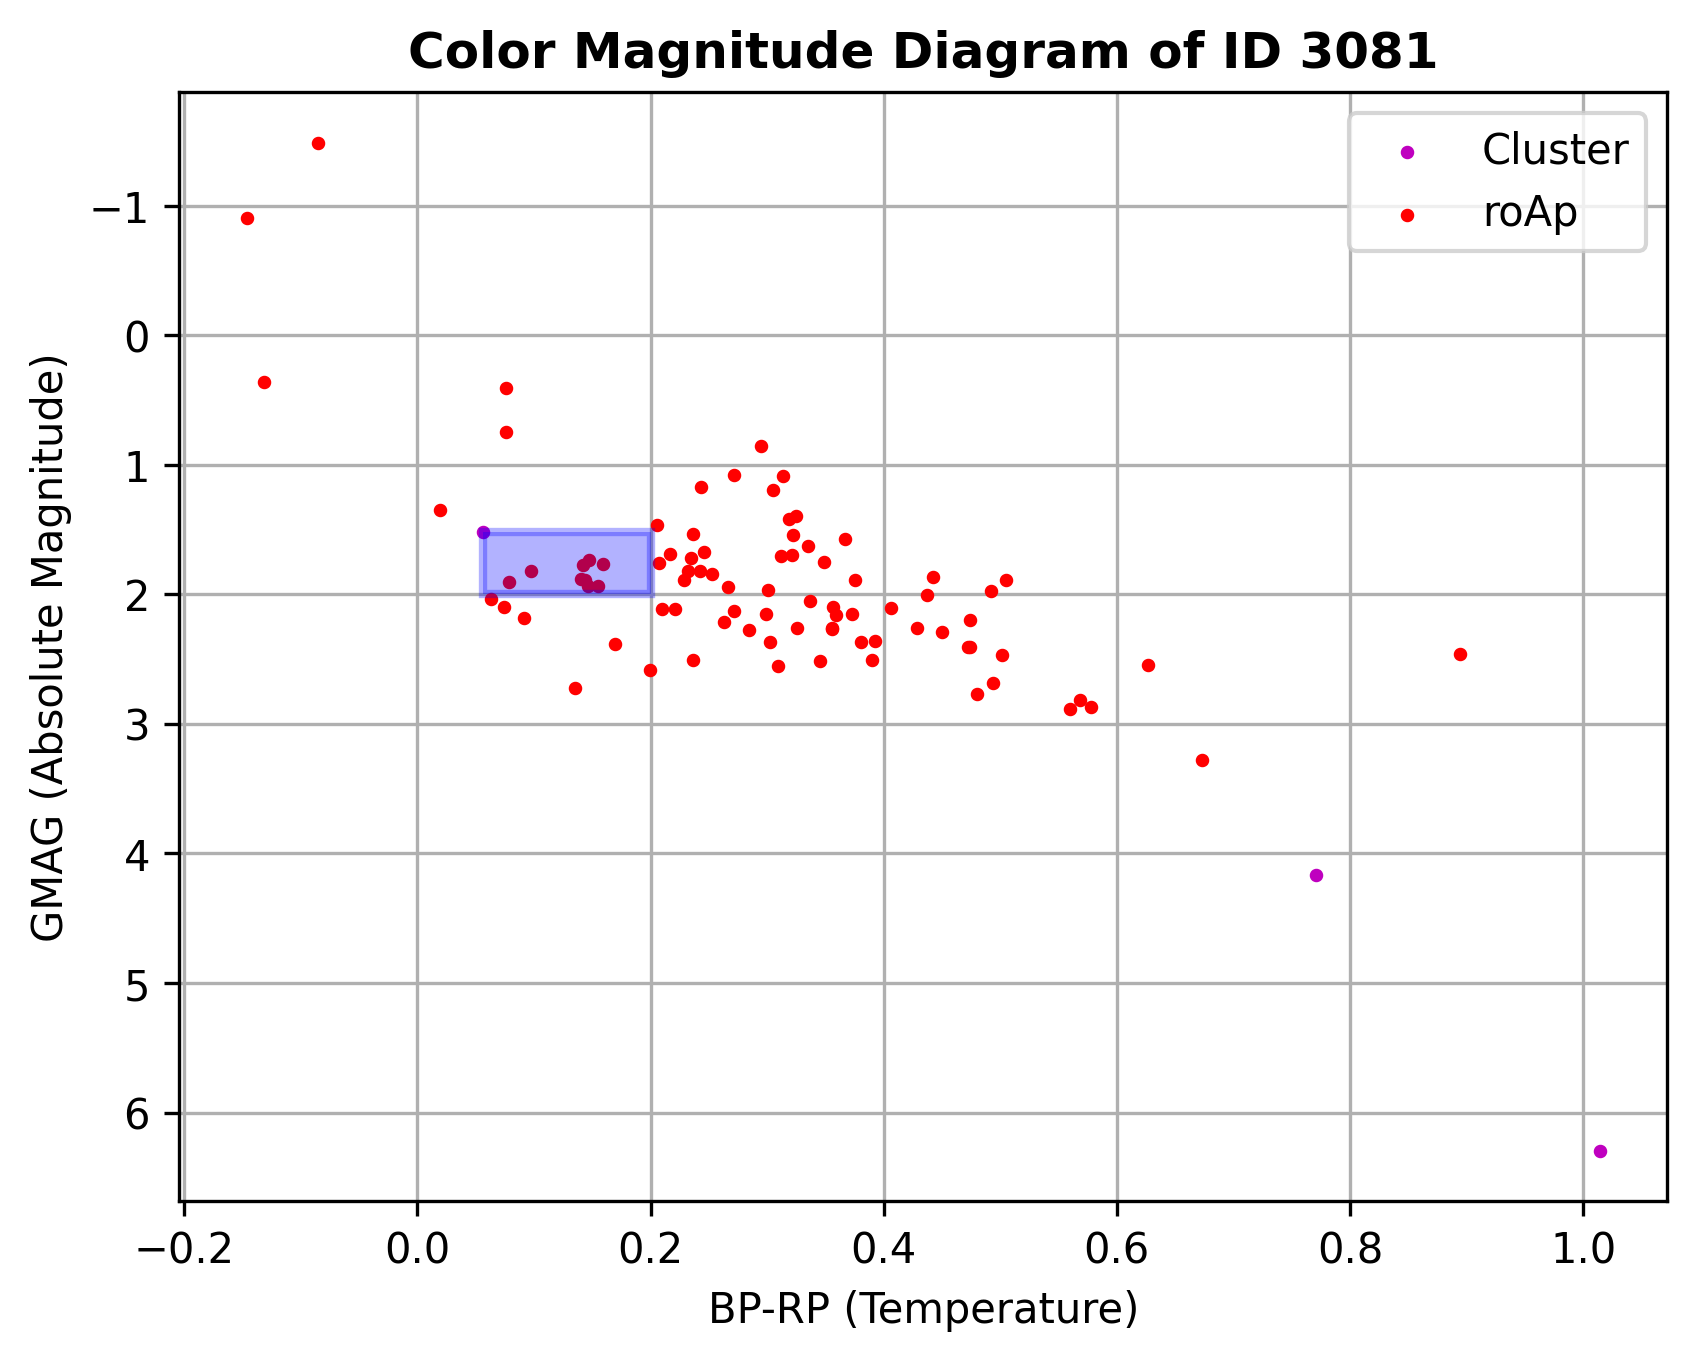 Color Magnitude Diagram of ID 3081
Cluster
roAp
GMAG (Absolute Magnitude)
−1
0
1
2
3
4
5
6
−0.2 0.0 0.2 0.4 0.6 0.8 1.0
BP-RP (Temperature)